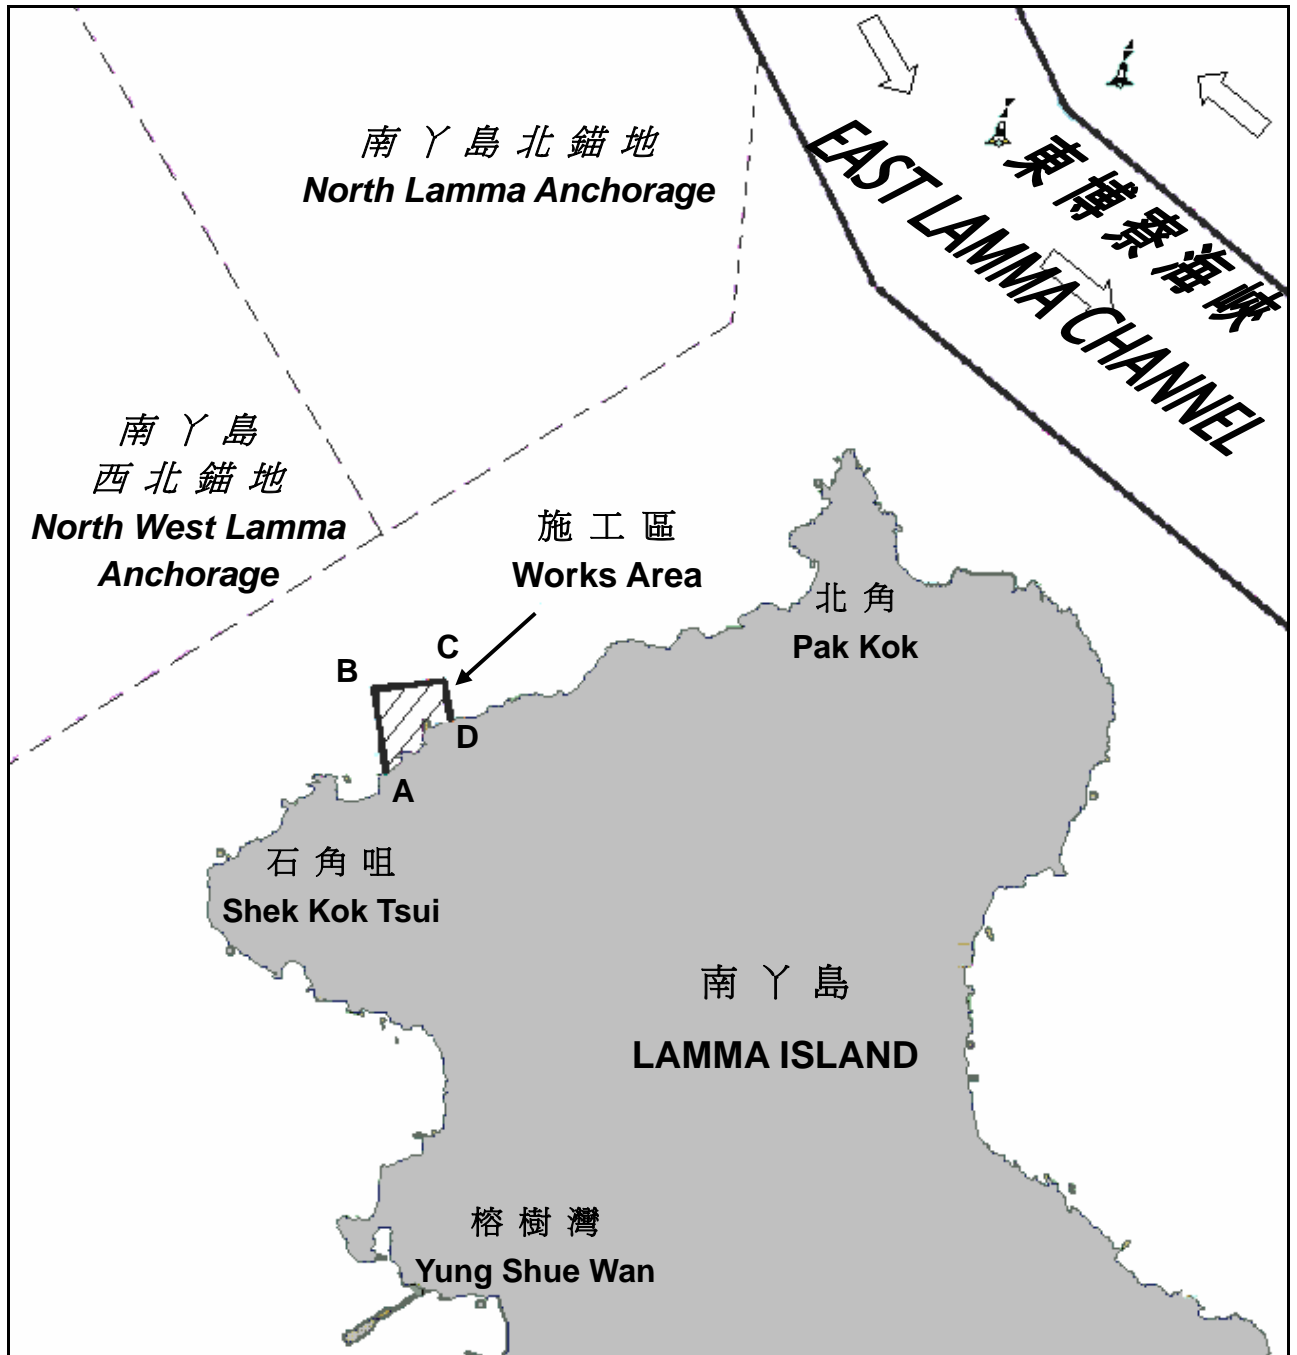 南丫島北錨地
North Lamma Anchorage
東博寮海峽
EAST LAMMA CHANNEL
南丫島
西北錨地
North West Lamma
Anchorage
施工區
Works Area
北角
Pak Kok
B
C
D
A
石角咀
Shek Kok Tsui
南丫島
LAMMA ISLAND
榕樹灣
Yung Shue Wan